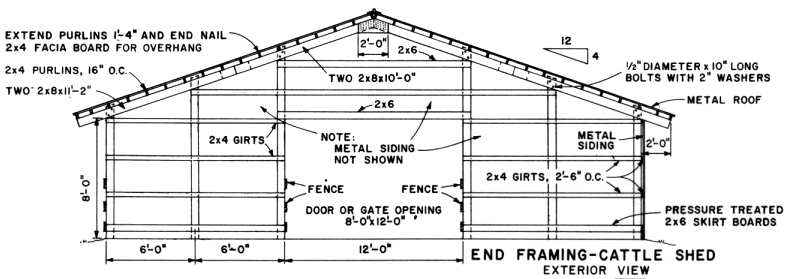 EXTEND PURLINS 1'-4" AND END NAIL
2x4 FACIA BOARD FOR OVERHANG
2x4 PURLINS, 16" O.C.
TWO 2x8x11'-2"
2'-0"
2x6
12
4
1/2" DIAMETER x 10" LONG
BOLTS WITH 2" WASHERS
TWO 2x8x10'-0"
METAL ROOF
2x6
2x4 GIRTS
NOTE:
METAL SIDING
NOT SHOWN
METAL
SIDING
2'-0"
8'-0"
2x4 GIRTS, 2'-6" O.C.
FENCE
FENCE
DOOR OR GATE OPENING
8'-0"x12'-0"
PRESSURE TREATED
2x6 SKIRT BOARDS
6'-0"
6'-0"
12'-0"
END FRAMING-CATTLE SHED
EXTERIOR VIEW